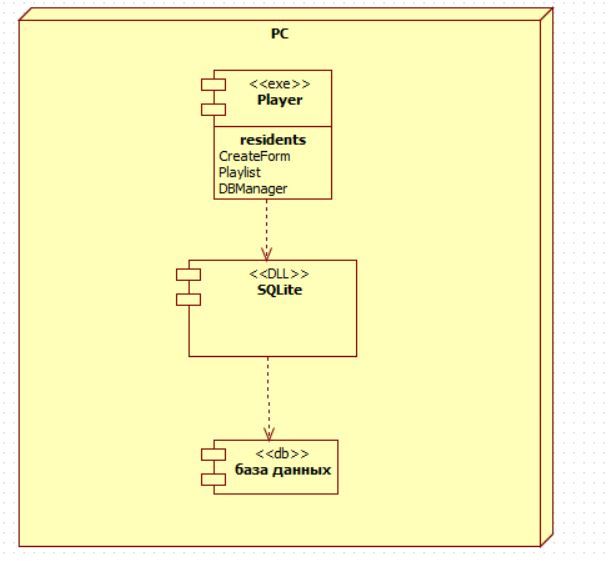 PC
<<exe>>
Player
residents
CreateForm
Playlist
DBManager
<<DLL>>
SQLite
<<db>>
база данных